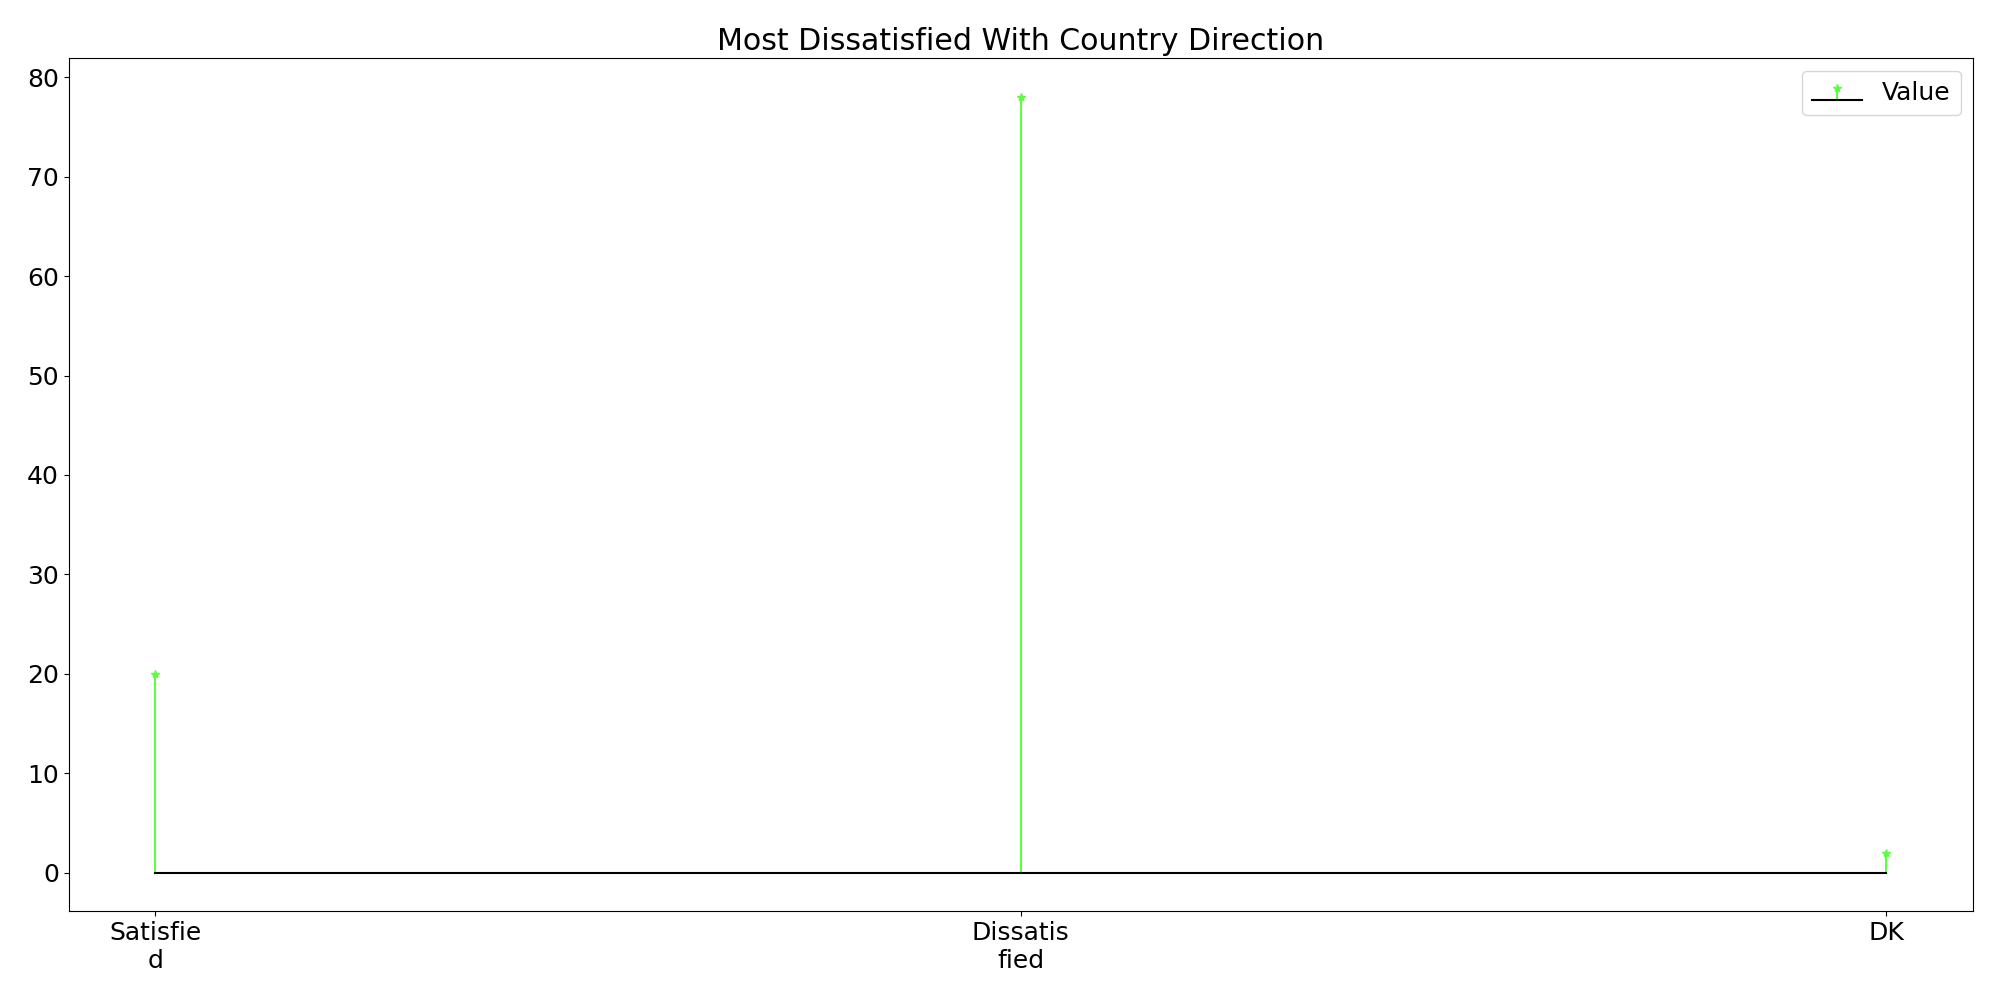 Most Dissatisfied With Country Direction
80
70
60
50
40
30
20
10
0
Value
Satisfie
d
Dissatis
fied
DK